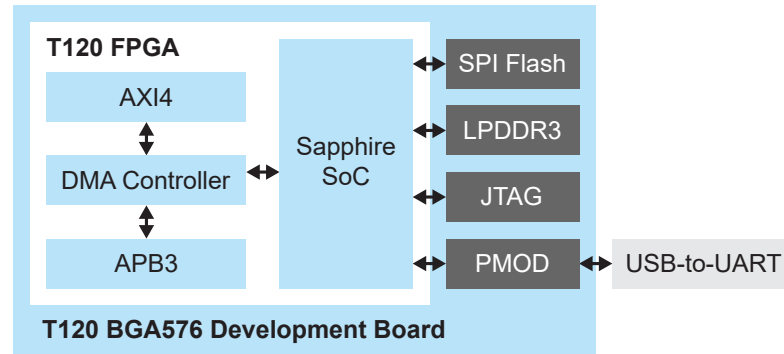 T120 FPGA
AXI4
DMA Controller
APB3
Sapphire
SoC
SPI Flash
LPDDR3
JTAG
PMOD
USB-to-UART
T120 BGA576 Development Board